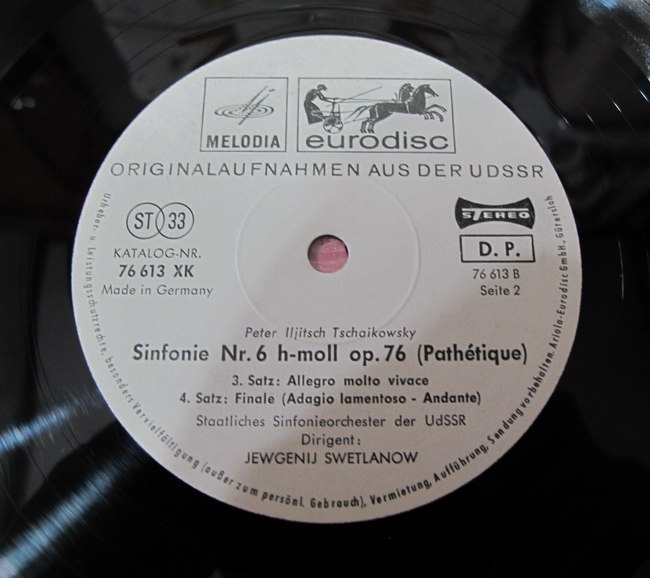 MELODIA
eurodisc
ORIGINALAUFNAHMEN AUS DER UDSSR
ST 33
STEREO
KATALOG-NR.
D. P.
76 613 XK
76 613 B
Made in Germany
Seite 2
Peter Iljitsch Tschaikowsky
Sinfonie Nr. 6 h-moll op. 76 (Pathétique)
3. Satz: Allegro molto vivace
4. Satz: Finale (Adagio lamentoso - Andante)
Staatliches Sinfonieorchester der UdSSR
Dirigent:
JEWGENIJ SWETLANOW
Urheber- u. Leistungsschutzrechte, besonders Vervielfältigung (außer zum persönl. Gebrauch), Vermietung, Aufführung, Sendung vorbehalten. Ariola-Eurodisc GmbH., Gütersloh